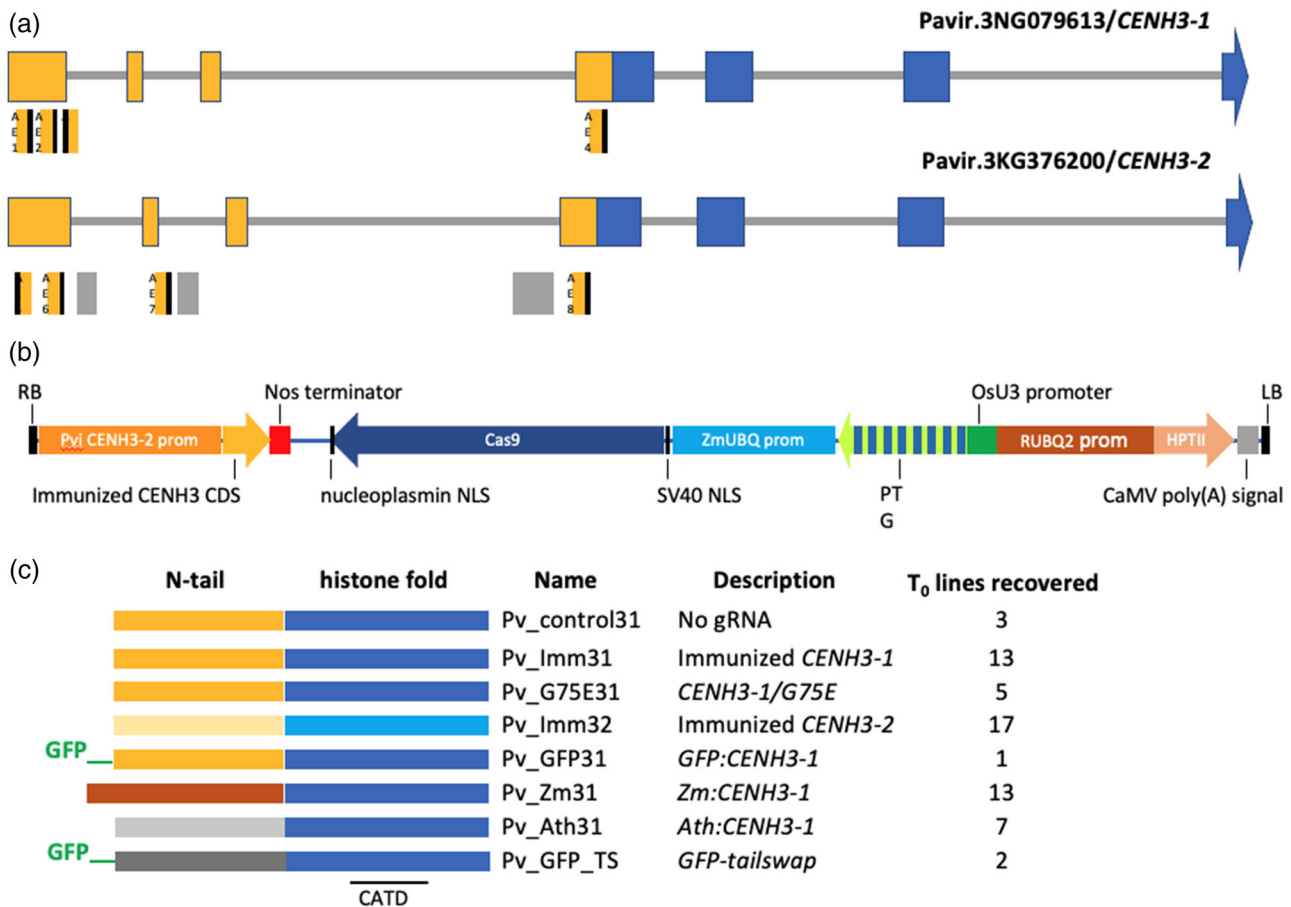 (a)
Pavir.3NG079613/CENH3-1
A A A
E E E
1 2 4
Pavir.3KG376200/CENH3-2
A A A
E E E
6 7 8
(b)
RB Nos terminator OsU3 promoter LB
Pvi CENH3-2 prom Cas9 ZmUBQ prom RUBQ2 prom HPTII
Immunized CENH3 CDS nucleoplasmin NLS SV40 NLS PT CaMV poly(A) signal
G
(c)
N-tail histone fold Name Description T0 lines recovered
Pv_control31 No gRNA 3
Pv_Imm31 Immunized CENH3-1 13
Pv_G75E31 CENH3-1/G75E 5
Pv_Imm32 Immunized CENH3-2 17
GFP Pv_GFP31 GFP:CENH3-1 1
Pv_Zm31 Zm:CENH3-1 13
Pv_Ath31 Ath:CENH3-1 7
GFP Pv_GFP_TS GFP-tailswap 2
CATD